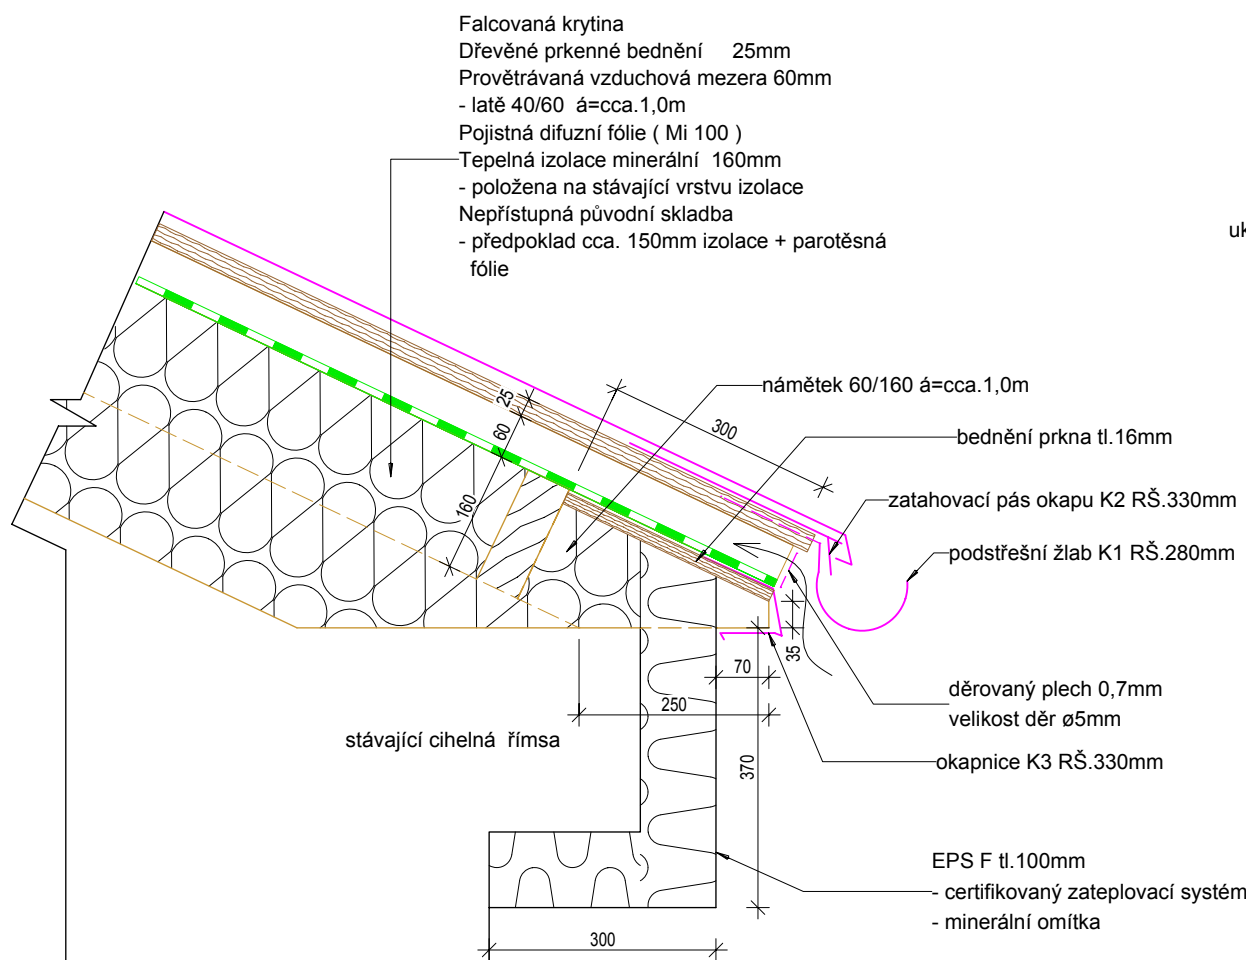 Falcovaná krytina
Dřevěné prkenné bednění 25mm
Provětrávaná vzduchová mezera 60mm
- latě 40/60 á=cca.1,0m
Pojistná difuzní fólie ( Mi 100 )
Tepelná izolace minerální 160mm
- položena na stávající vrstvu izolace
Nepřístupná původní skladba
- předpoklad cca. 150mm izolace + parotěsná
fólie
uk
námětek 60/160 á=cca.1,0m
25
300
60
bednění prkna tl.16mm
160
zatahovací pás okapu K2 RŠ.330mm
podstřešní žlab K1 RŠ.280mm
35
70
250
děrovaný plech 0,7mm
velikost děr ø5mm
stávající cihelná římsa
370
okapnice K3 RŠ.330mm
EPS F tl.100mm
- certifikovaný zateplovací systém
- minerální omítka
300